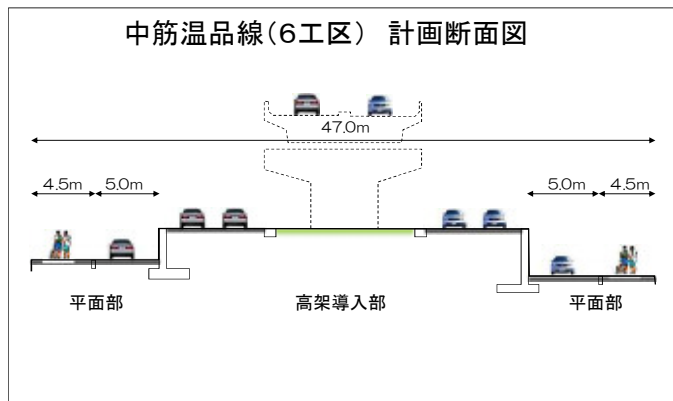 中筋温品線(6工区) 計画断面図
47.0m
4.5m 5.0m 5.0m 4.5m
平面部 高架導入部 平面部